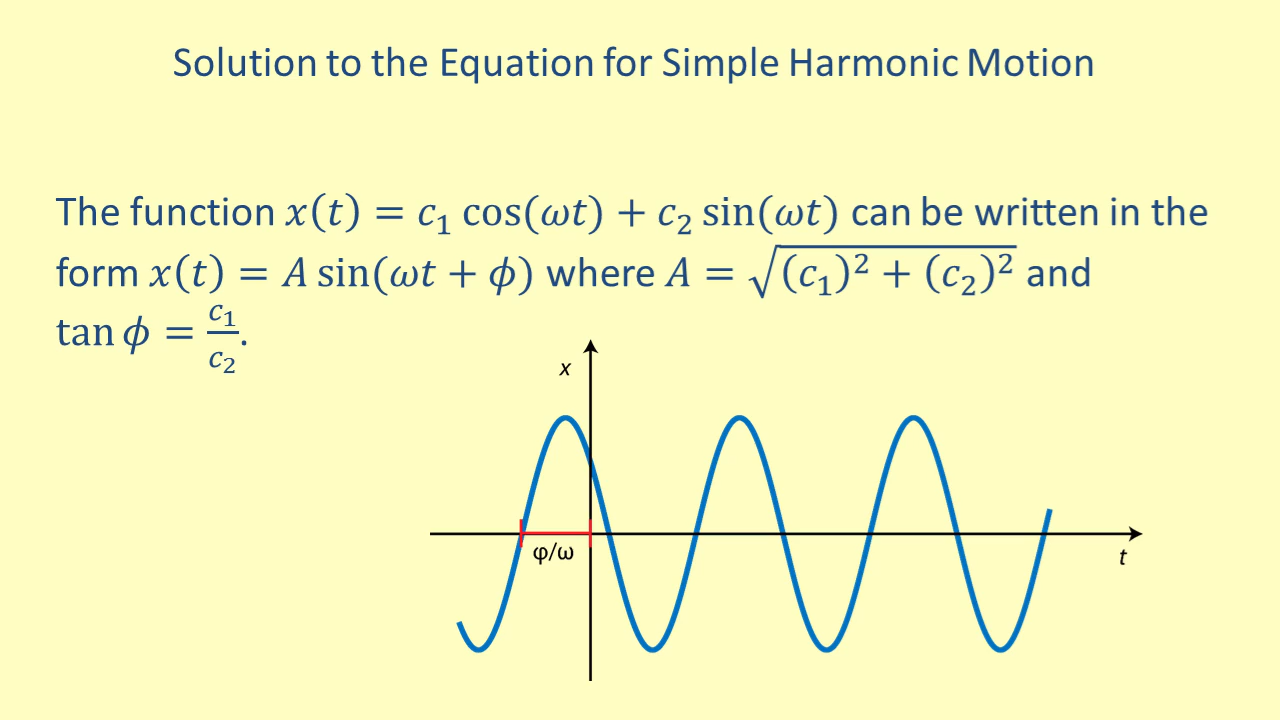 Solution to the Equation for Simple Harmonic Motion
The function x(t) = c₁ cos(ωt) + c₂ sin(ωt) can be written in the
form x(t) = A sin(ωt + ϕ) where A = √((c₁)² + (c₂)²) and
tan ϕ = c₁/c₂.
x
φ/ω
t